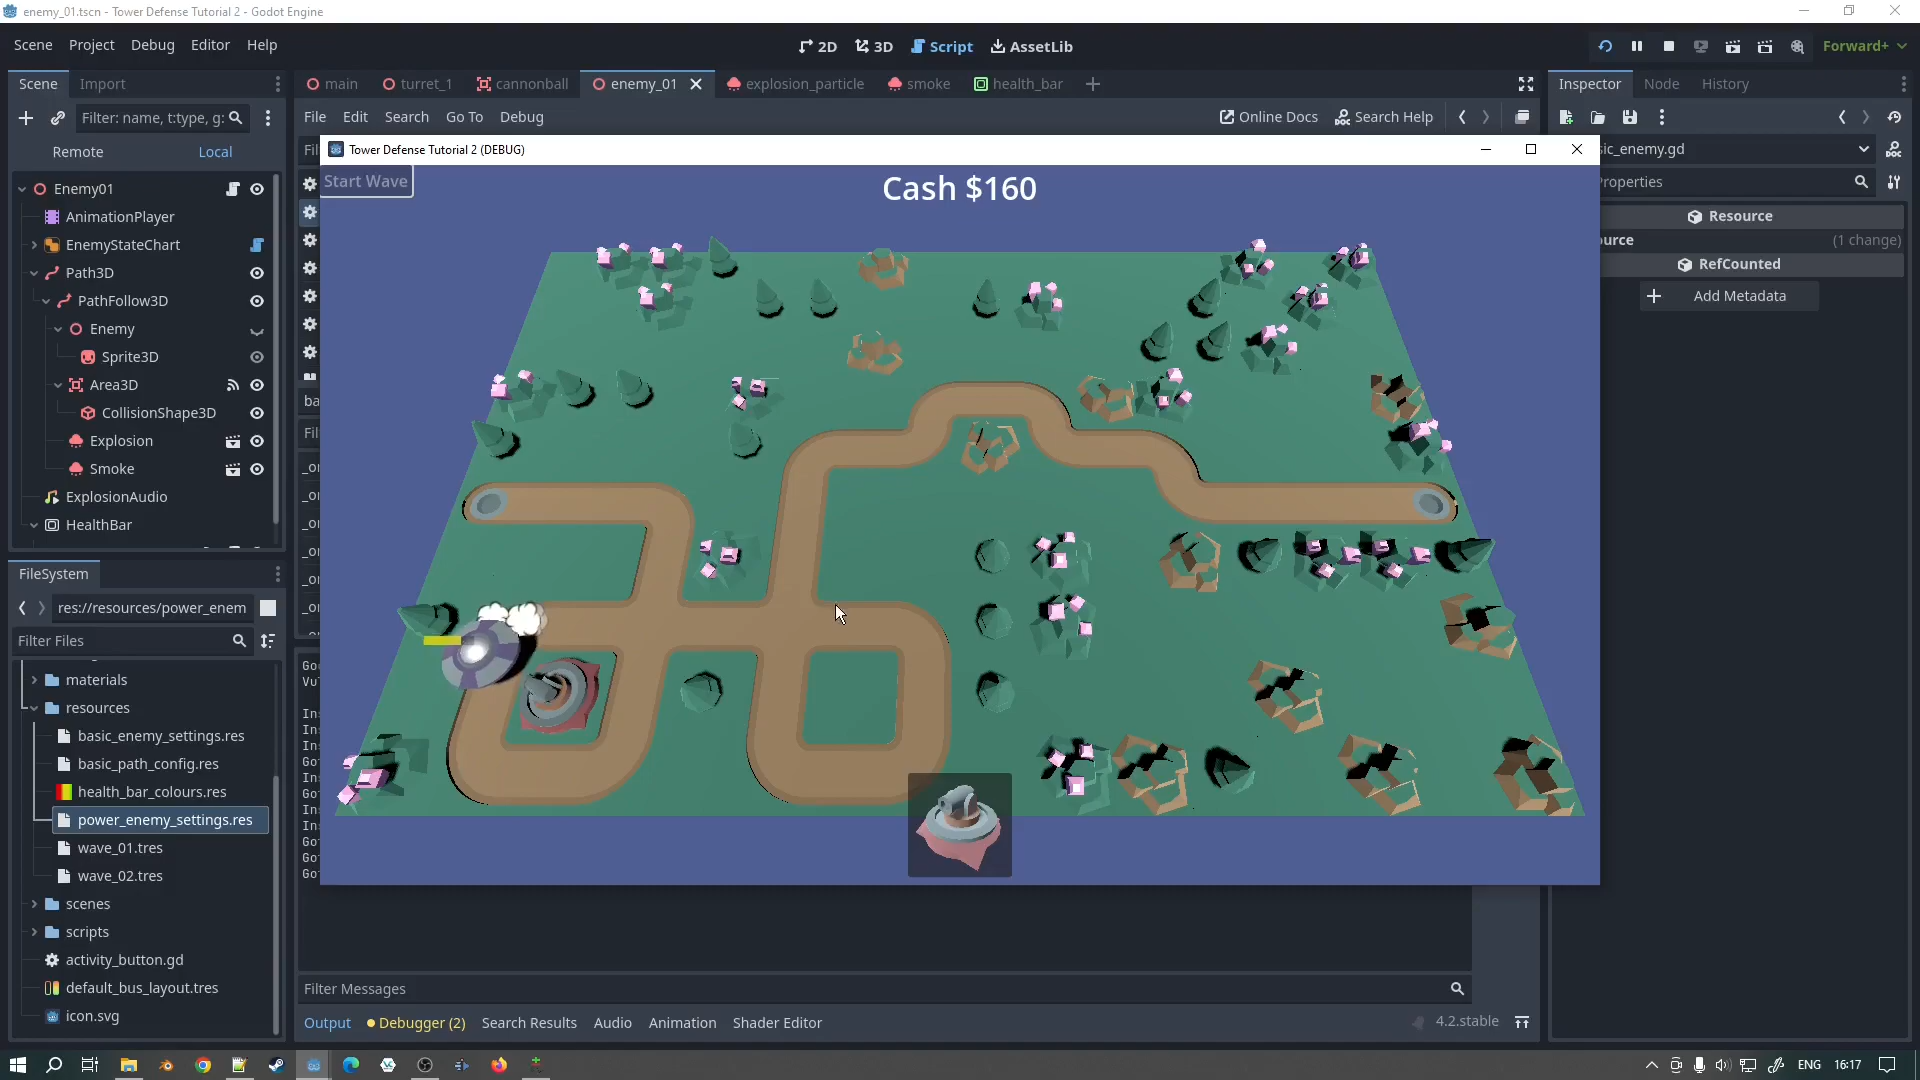 enemy_01.tscn - Tower Defense Tutorial 2 - Godot Engine
Scene Project Debug Editor Help
2D 3D Script AssetLib
Forward+
Scene Import
main turret_1 cannonball enemy_01 explosion_particle smoke health_bar
Inspector Node History
Filter: name, t:type, g:
File Edit Search Go To Debug
Online Docs Search Help
Remote Local
Tower Defense Tutorial 2 (DEBUG)
sic_enemy.gd
Start Wave
Cash $160
Properties
Enemy01
AnimationPlayer
EnemyStateChart
Path3D
PathFollow3D
Enemy
Sprite3D
Area3D
CollisionShape3D
Explosion
Smoke
ExplosionAudio
HealthBar
Resource
ource (1 change)
RefCounted
Add Metadata
FileSystem
res://resources/power_enem
Filter Files
materials
resources
basic_enemy_settings.res
basic_path_config.res
health_bar_colours.res
power_enemy_settings.res
wave_01.tres
wave_02.tres
scenes
scripts
activity_button.gd
default_bus_layout.tres
icon.svg
Filter Messages
Output Debugger (2) Search Results Audio Animation Shader Editor
4.2.stable
ENG 16:17